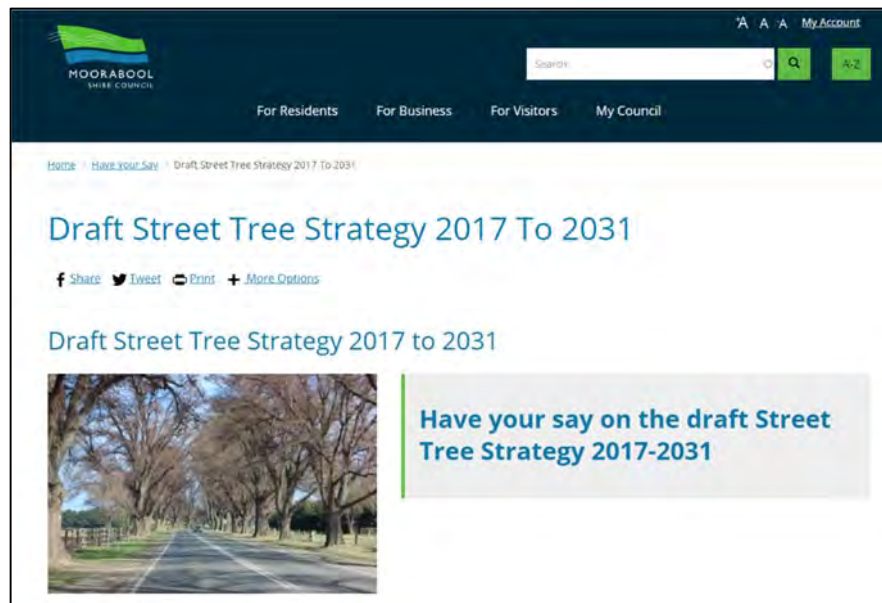 A A A My Account
MOORABOOL
SHIRE COUNCIL
Search
A-Z
For Residents For Business For Visitors My Council
Home / Have Your Say / Draft Street Tree Strategy 2017 To 2031
Draft Street Tree Strategy 2017 To 2031
Share Tweet Print More Options
Draft Street Tree Strategy 2017 to 2031
Have your say on the draft Street
Tree Strategy 2017-2031